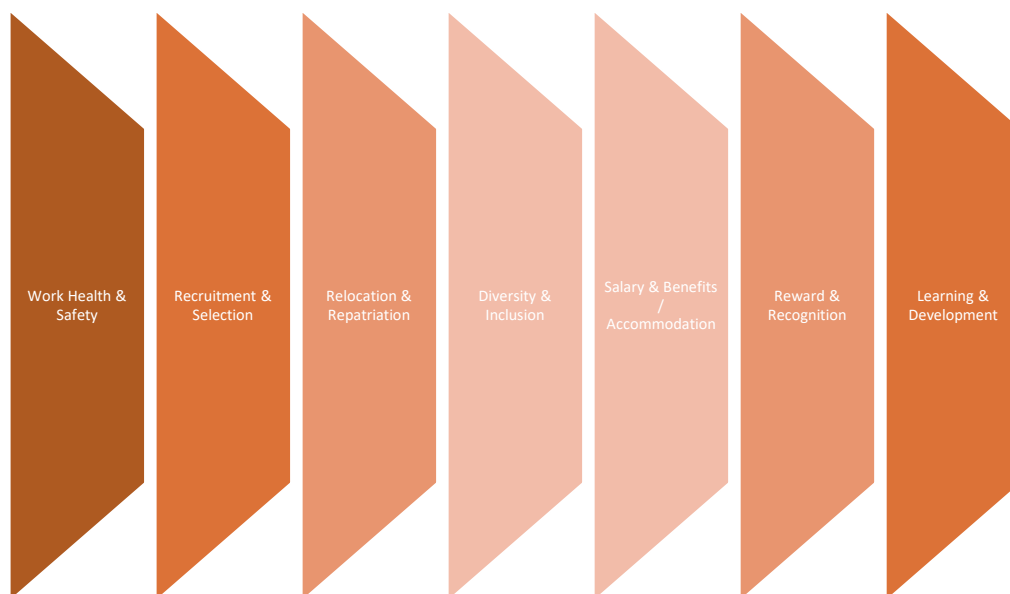 Work Health &
Safety
Recruitment &
Selection
Relocation &
Repatriation
Diversity &
Inclusion
Salary & Benefits
/
Accommodation
Reward &
Recognition
Learning &
Development